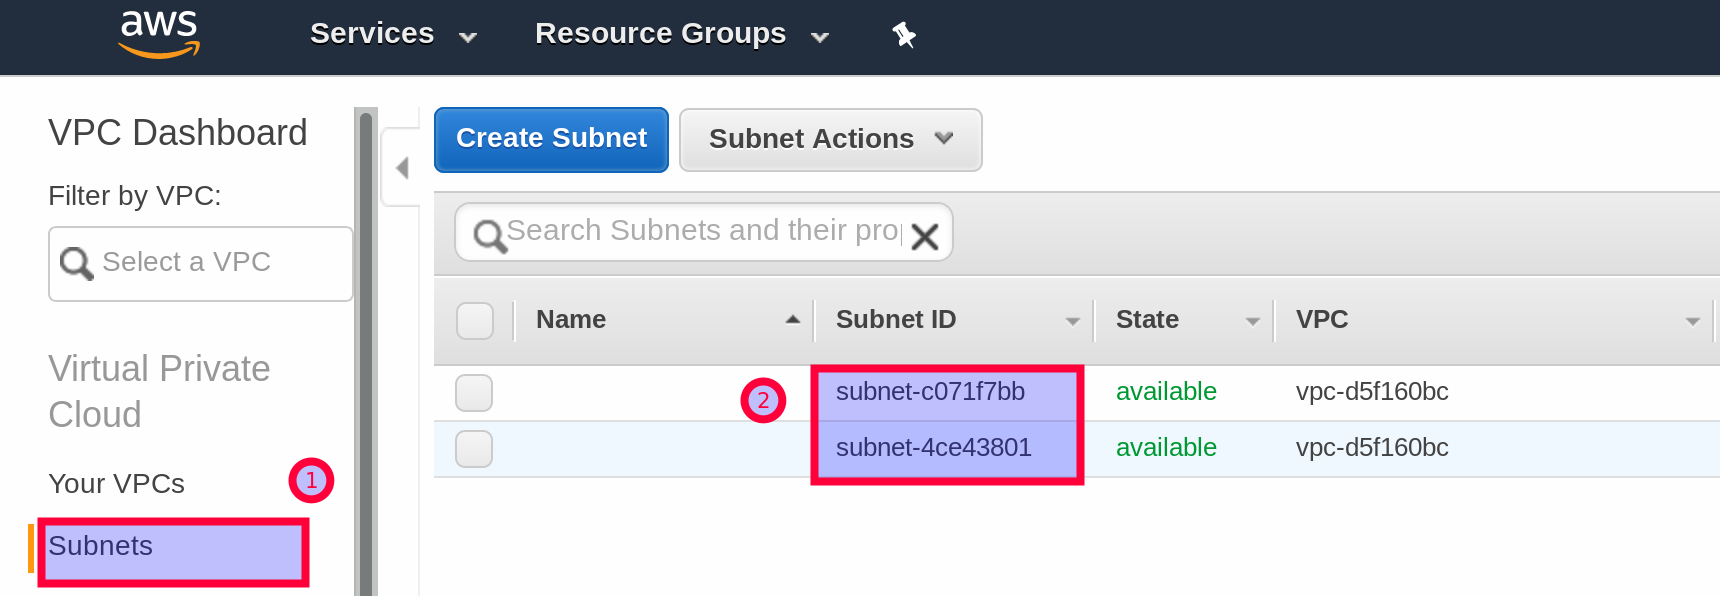 aws Services Resource Groups
VPC Dashboard
Filter by VPC:
Select a VPC
Virtual Private
Cloud
Your VPCs
1
Subnets
Create Subnet Subnet Actions
Search Subnets and their pro
Name Subnet ID State VPC
2
subnet-c071f7bb available vpc-d5f160bc
subnet-4ce43801 available vpc-d5f160bc